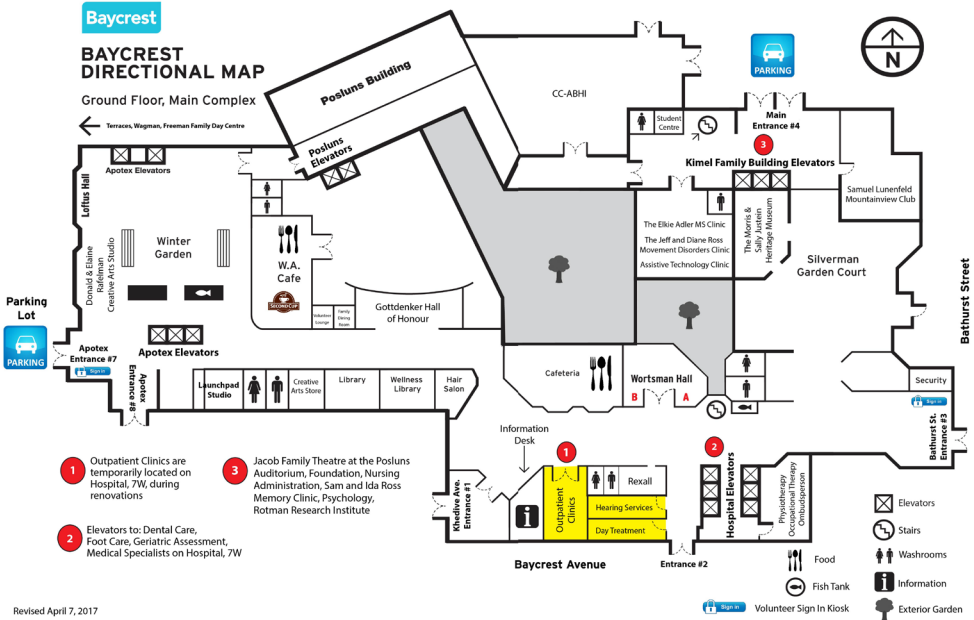 Baycrest
BAYCREST
DIRECTIONAL MAP
Ground Floor, Main Complex
Terraces, Wagman, Freeman Family Day Centre
Posluns Building
Posluns
Elevators
CC-ABHI
PARKING
Main
Entrance #4
Student
Centre
3
Kimel Family Building Elevators
Samuel Lunenfeld
Mountainview Club
Apotex Elevators
Loftus Hall
Donald & Elaine
Rafelman
Creative Arts Studio
Winter
Garden
W.A.
Cafe
SECOND CUP
Volunteer
Lounge
Family
Dining
Room
Gottdenker Hall
of Honour
The Elkie Adler MS Clinic
The Jeff and Diane Ross
Movement Disorders Clinic
Assistive Technology Clinic
The Morris &
Sally Justein
Heritage Museum
Silverman
Garden Court
Bathurst Street
Parking
Lot
PARKING
Apotex
Entrance #7
Sign in
Apotex Elevators
Apotex
Entrance #8
Launchpad
Studio
Creative
Arts Store
Library
Wellness
Library
Hair
Salon
Cafeteria
Wortsman Hall
B
A
Security
Sign in
Bathurst St.
Entrance #3
Information
Desk
1
2
1
Outpatient Clinics are
temporarily located on
Hospital, 7W, during
renovations
2
Elevators to: Dental Care,
Foot Care, Geriatric Assessment,
Medical Specialists on Hospital, 7W
3
Jacob Family Theatre at the Posluns
Auditorium, Foundation, Nursing
Administration, Sam and Ida Ross
Memory Clinic, Psychology,
Rotman Research Institute
Khedive Ave.
Entrance #1
Outpatient
Clinics
Rexall
Hearing Services
Day Treatment
Hospital Elevators
Physiotherapy
Occupational Therapy
Ombudsperson
Baycrest Avenue
Entrance #2
Elevators
Stairs
Washrooms
Information
Exterior Garden
Food
Fish Tank
Sign in
Volunteer Sign In Kiosk
N
Revised April 7, 2017